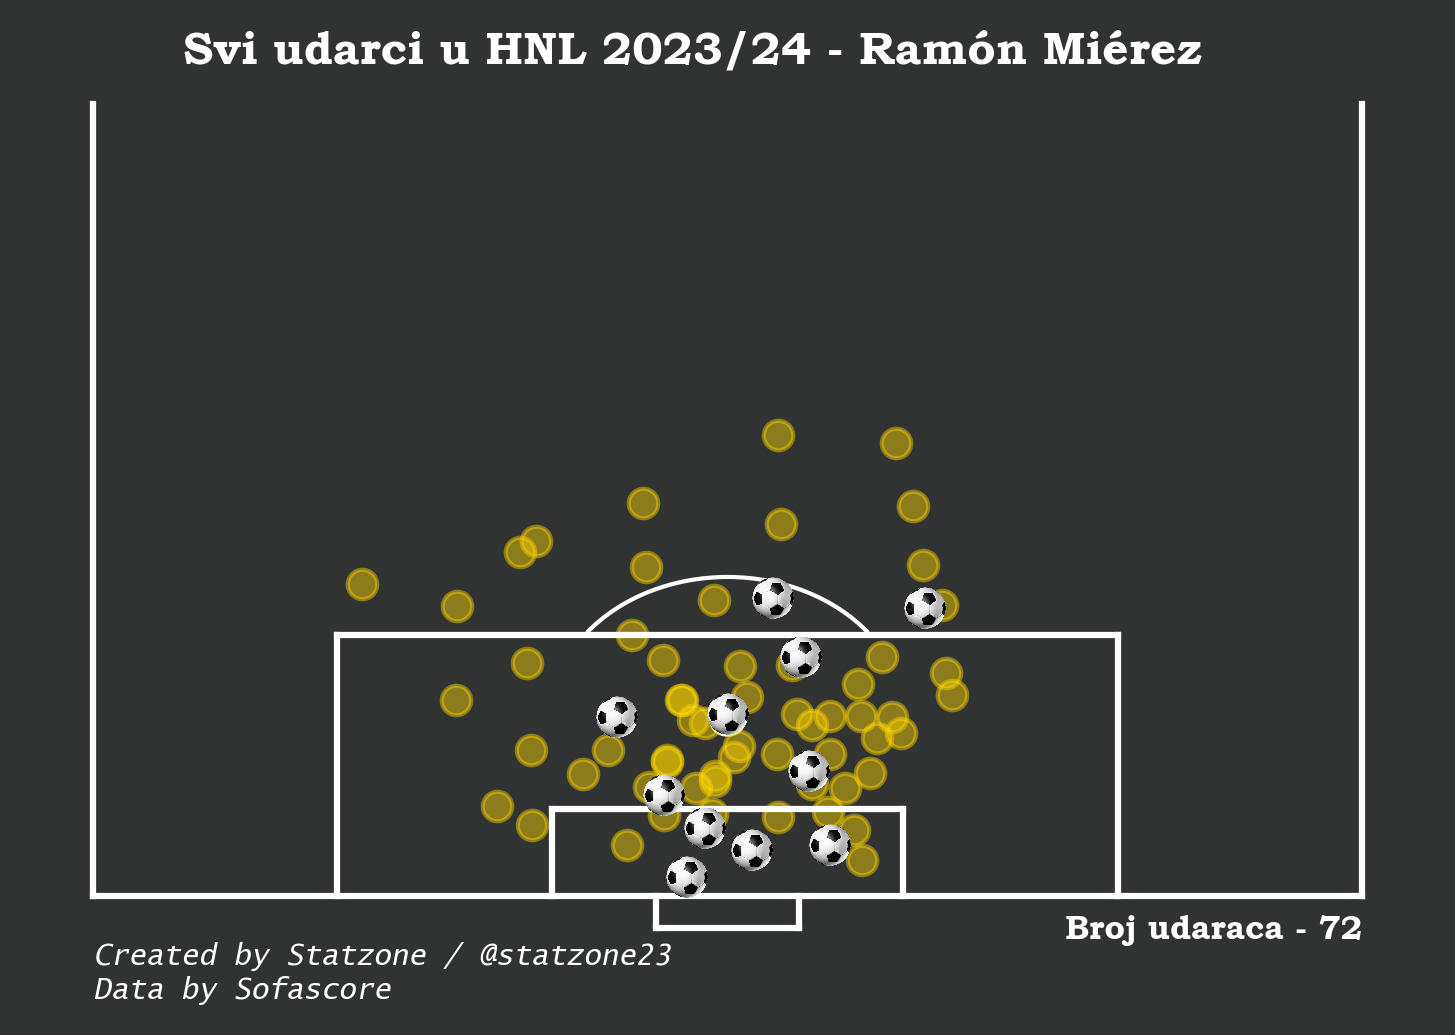 Svi udarci u HNL 2023/24 - Ramón Miérez
Broj udaraca - 72
Created by Statzone / @statzone23
Data by Sofascore